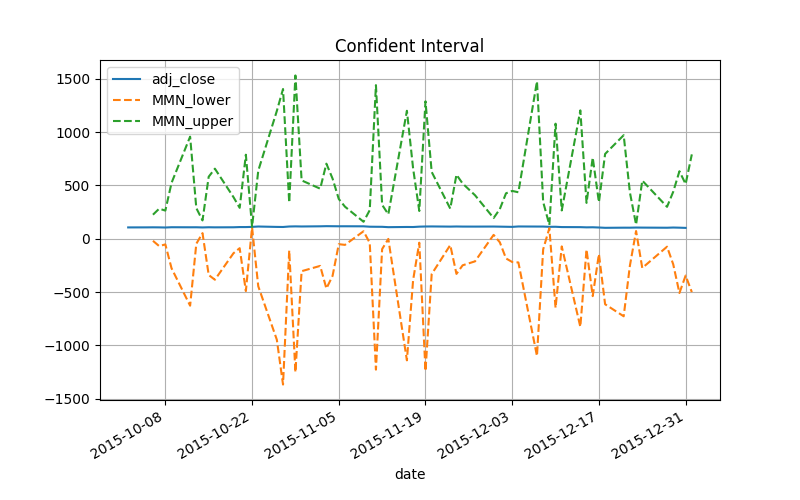 Confident Interval
adj_close
MMN_lower
MMN_upper
1500
1000
500
0
−500
−1000
−1500
2015-10-08
2015-10-22
2015-11-05
2015-11-19
2015-12-03
2015-12-17
2015-12-31
date